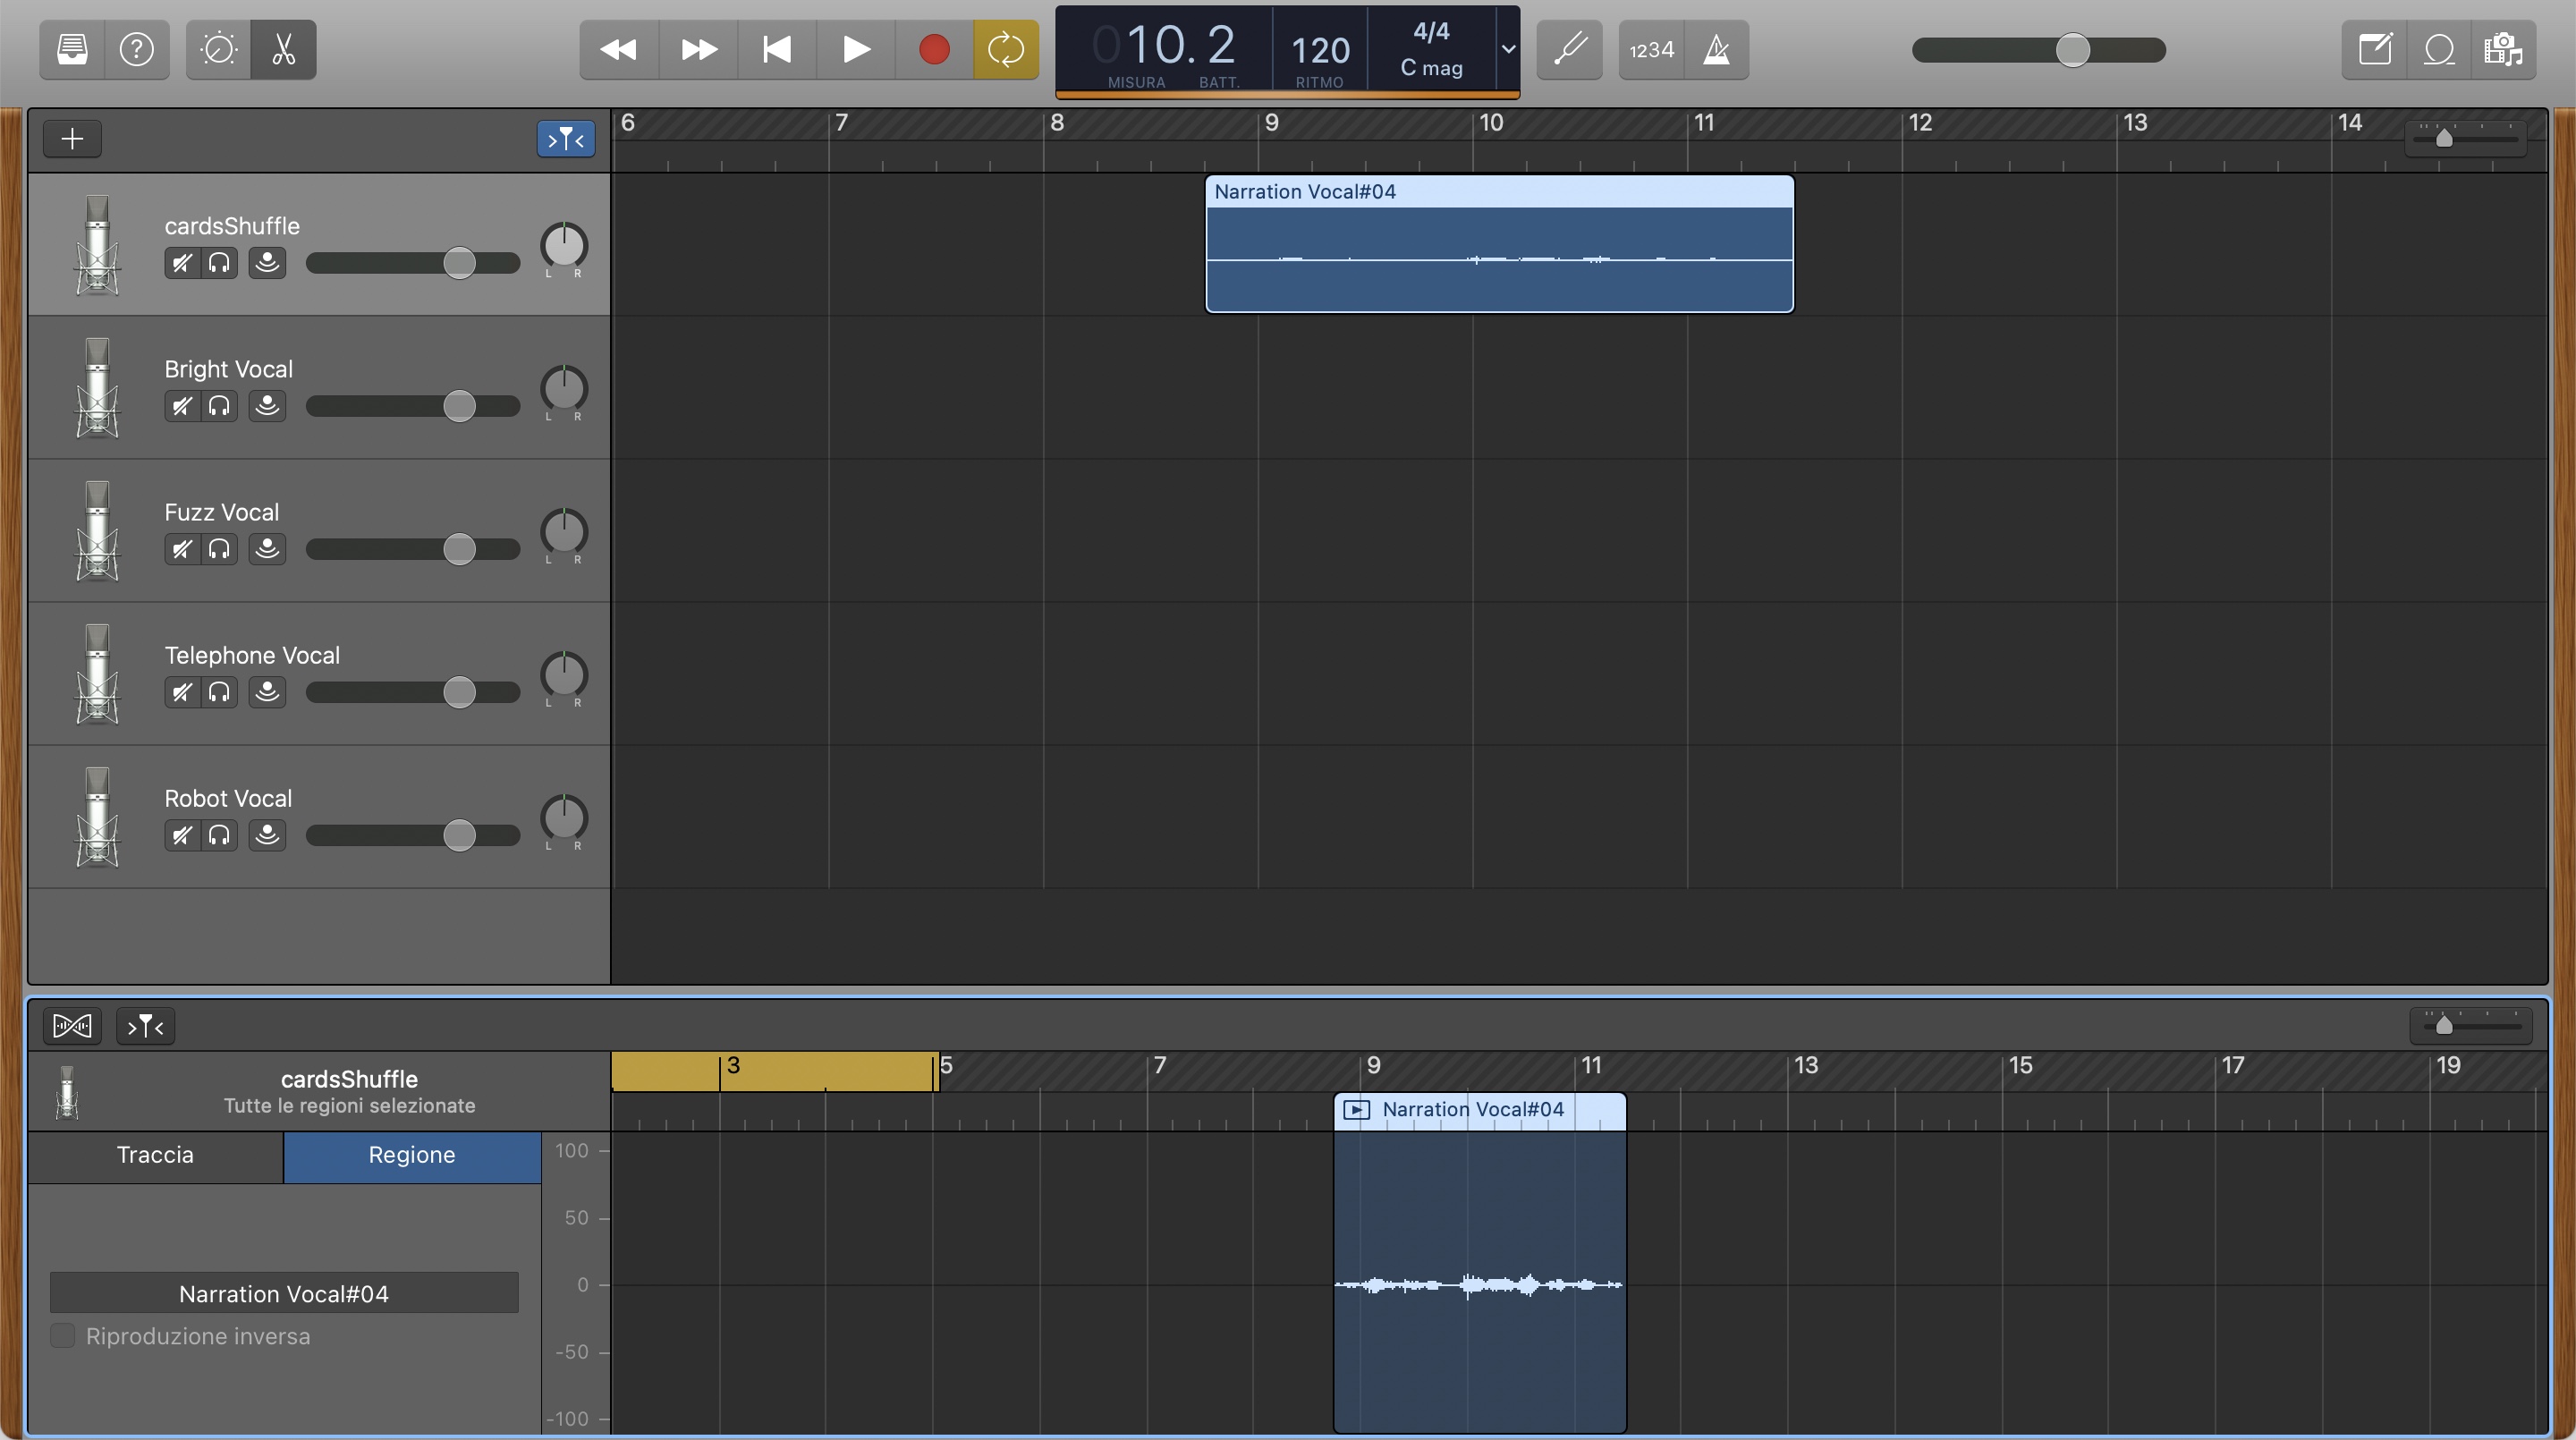 010. 2
MISURA BATT.
120
RITMO
4/4
C mag
1234
6 7 8 9 10 11 12 13 14
Narration Vocal#04
cardsShuffle
L R
Bright Vocal
L R
Fuzz Vocal
L R
Telephone Vocal
L R
Robot Vocal
L R
3 5 7 9 11 13 15 17 19
cardsShuffle
Tutte le regioni selezionate
Narration Vocal#04
Traccia Regione
100
50
0
-50
-100
Narration Vocal#04
Riproduzione inversa